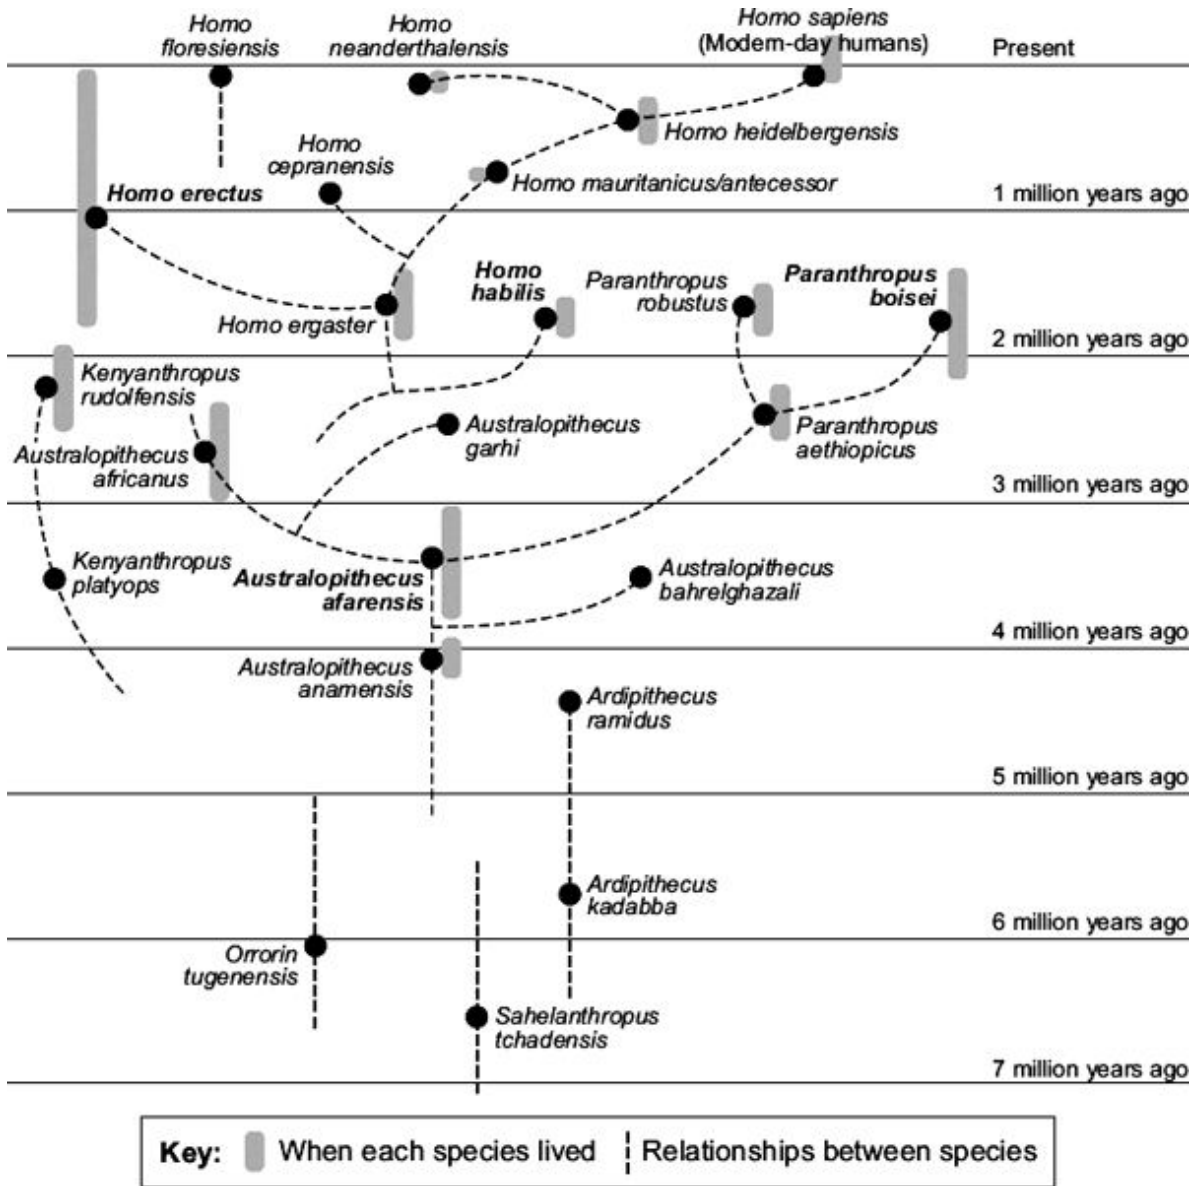 Homo
floresiensis
Homo
neanderthalensis
Homo sapiens
(Modern-day humans)
Present
Homo heidelbergensis
Homo
cepranensis
Homo mauritanicus/antecessor
Homo erectus
1 million years ago
Homo
habilis
Paranthropus
robustus
Paranthropus
boisei
Homo ergaster
2 million years ago
Kenyanthropus
rudolfensis
Australopithecus
africanus
Australopithecus
garhi
Paranthropus
aethiopicus
3 million years ago
Kenyanthropus
platyops
Australopithecus
afarensis
Australopithecus
bahrelghazali
4 million years ago
Australopithecus
anamensis
Ardipithecus
ramidus
5 million years ago
Ardipithecus
kadabba
6 million years ago
Orrorin
tugenensis
Sahelanthropus
tchadensis
7 million years ago
Key: When each species lived Relationships between species